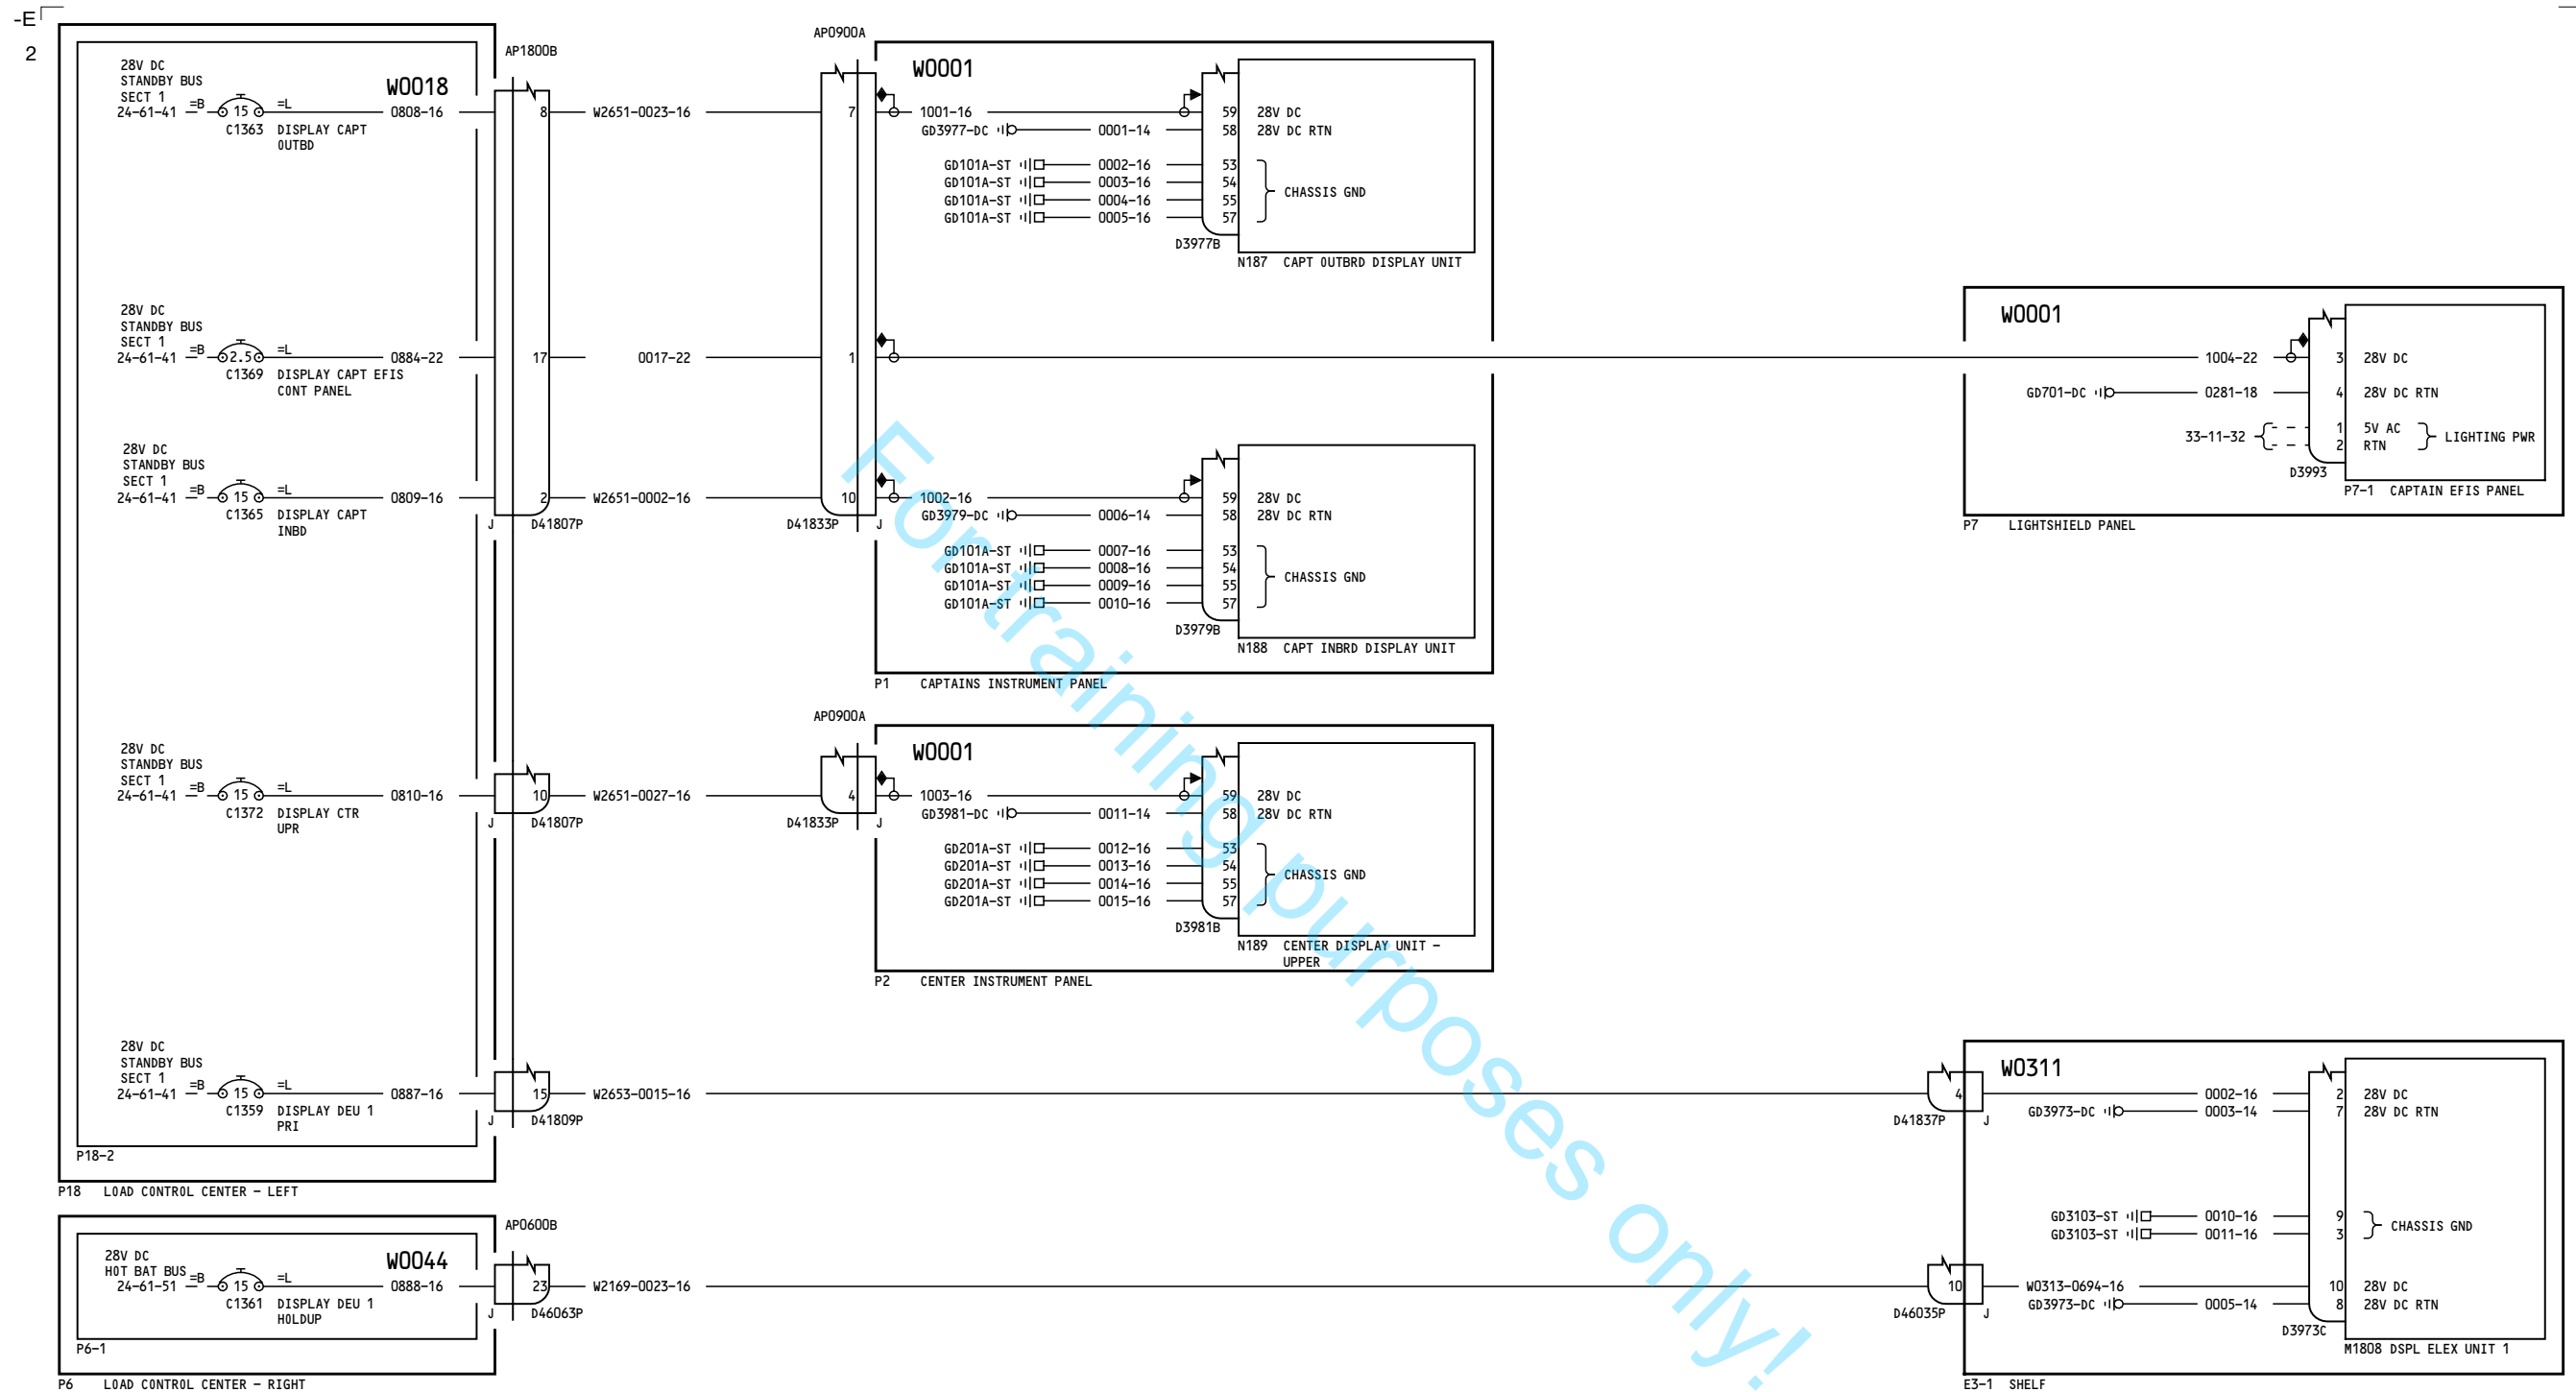 -E
2
AP1800B
AP0900A
28V DC
STANDBY BUS
SECT 1
24-61-41 =B 15 =L
C1363 DISPLAY CAPT
OUTBD
W0018
0808-16
8
W2651-0023-16
7
W0001
1001-16
59 28V DC
GD3977-DC 0001-14 58 28V DC RTN
GD101A-ST 0002-16 53
GD101A-ST 0003-16 54
CHASSIS GND
GD101A-ST 0004-16 55
GD101A-ST 0005-16 57
D3977B
N187 CAPT OUTBRD DISPLAY UNIT
28V DC
STANDBY BUS
SECT 1
24-61-41 =B 2.5 =L
C1369 DISPLAY CAPT EFIS
CONT PANEL
0884-22
17
0017-22
1
W0001
1004-22 3 28V DC
GD701-DC 0281-18 4 28V DC RTN
33-11-32 1 5V AC
2 RTN
LIGHTING PWR
D3993
P7-1 CAPTAIN EFIS PANEL
P7 LIGHTSHIELD PANEL
28V DC
STANDBY BUS
SECT 1
24-61-41 =B 15 =L
C1365 DISPLAY CAPT
INBD
0809-16
2
J D41807P
W2651-0002-16
10
D41833P J
1002-16 59 28V DC
GD3979-DC 0006-14 58 28V DC RTN
GD101A-ST 0007-16 53
GD101A-ST 0008-16 54
CHASSIS GND
GD101A-ST 0009-16 55
GD101A-ST 0010-16 57
D3979B
N188 CAPT INBRD DISPLAY UNIT
P1 CAPTAINS INSTRUMENT PANEL
AP0900A
28V DC
STANDBY BUS
SECT 1
24-61-41 =B 15 =L
C1372 DISPLAY CTR
UPR
0810-16
10
J D41807P
W2651-0027-16
4
D41833P J
W0001
1003-16 59 28V DC
GD3981-DC 0011-14 58 28V DC RTN
GD201A-ST 0012-16 53
GD201A-ST 0013-16 54
CHASSIS GND
GD201A-ST 0014-16 55
GD201A-ST 0015-16 57
D3981B
N189 CENTER DISPLAY UNIT -
UPPER
P2 CENTER INSTRUMENT PANEL
28V DC
STANDBY BUS
SECT 1
24-61-41 =B 15 =L
C1359 DISPLAY DEU 1
PRI
0887-16
15
J D41809P
W2653-0015-16
4
D41837P J
W0311
0002-16 2 28V DC
GD3973-DC 0003-14 7 28V DC RTN
P18-2
P18 LOAD CONTROL CENTER - LEFT
GD3103-ST 0010-16 9
CHASSIS GND
GD3103-ST 0011-16 3
AP0600B
28V DC
HOT BAT BUS
24-61-51 =B 15 =L
C1361 DISPLAY DEU 1
HOLDUP
W0044
0888-16
23
J D46063P
W2169-0023-16
10
D46035P J
W0313-0694-16 10 28V DC
GD3973-DC 0005-14 8 28V DC RTN
D3973C
M1808 DSPL ELEX UNIT 1
P6-1
P6 LOAD CONTROL CENTER - RIGHT
E3-1 SHELF
For training purposes only!